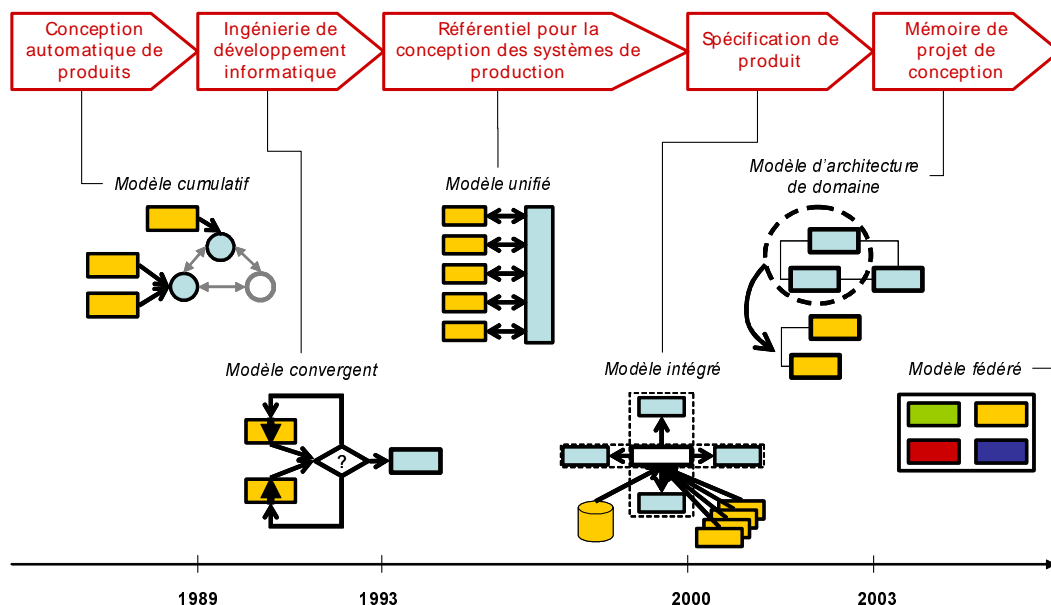 Conception
automatique de
produits
Ingénierie de
développement
informatique
Référentiel pour la
conception des systèmes de
production
Spécification de
produit
Mémoire de
projet de
conception
Modèle cumulatif
Modèle unifié
Modèle d'architecture
de domaine
Modèle convergent
Modèle intégré
Modèle fédéré
?
1989
1993
2000
2003